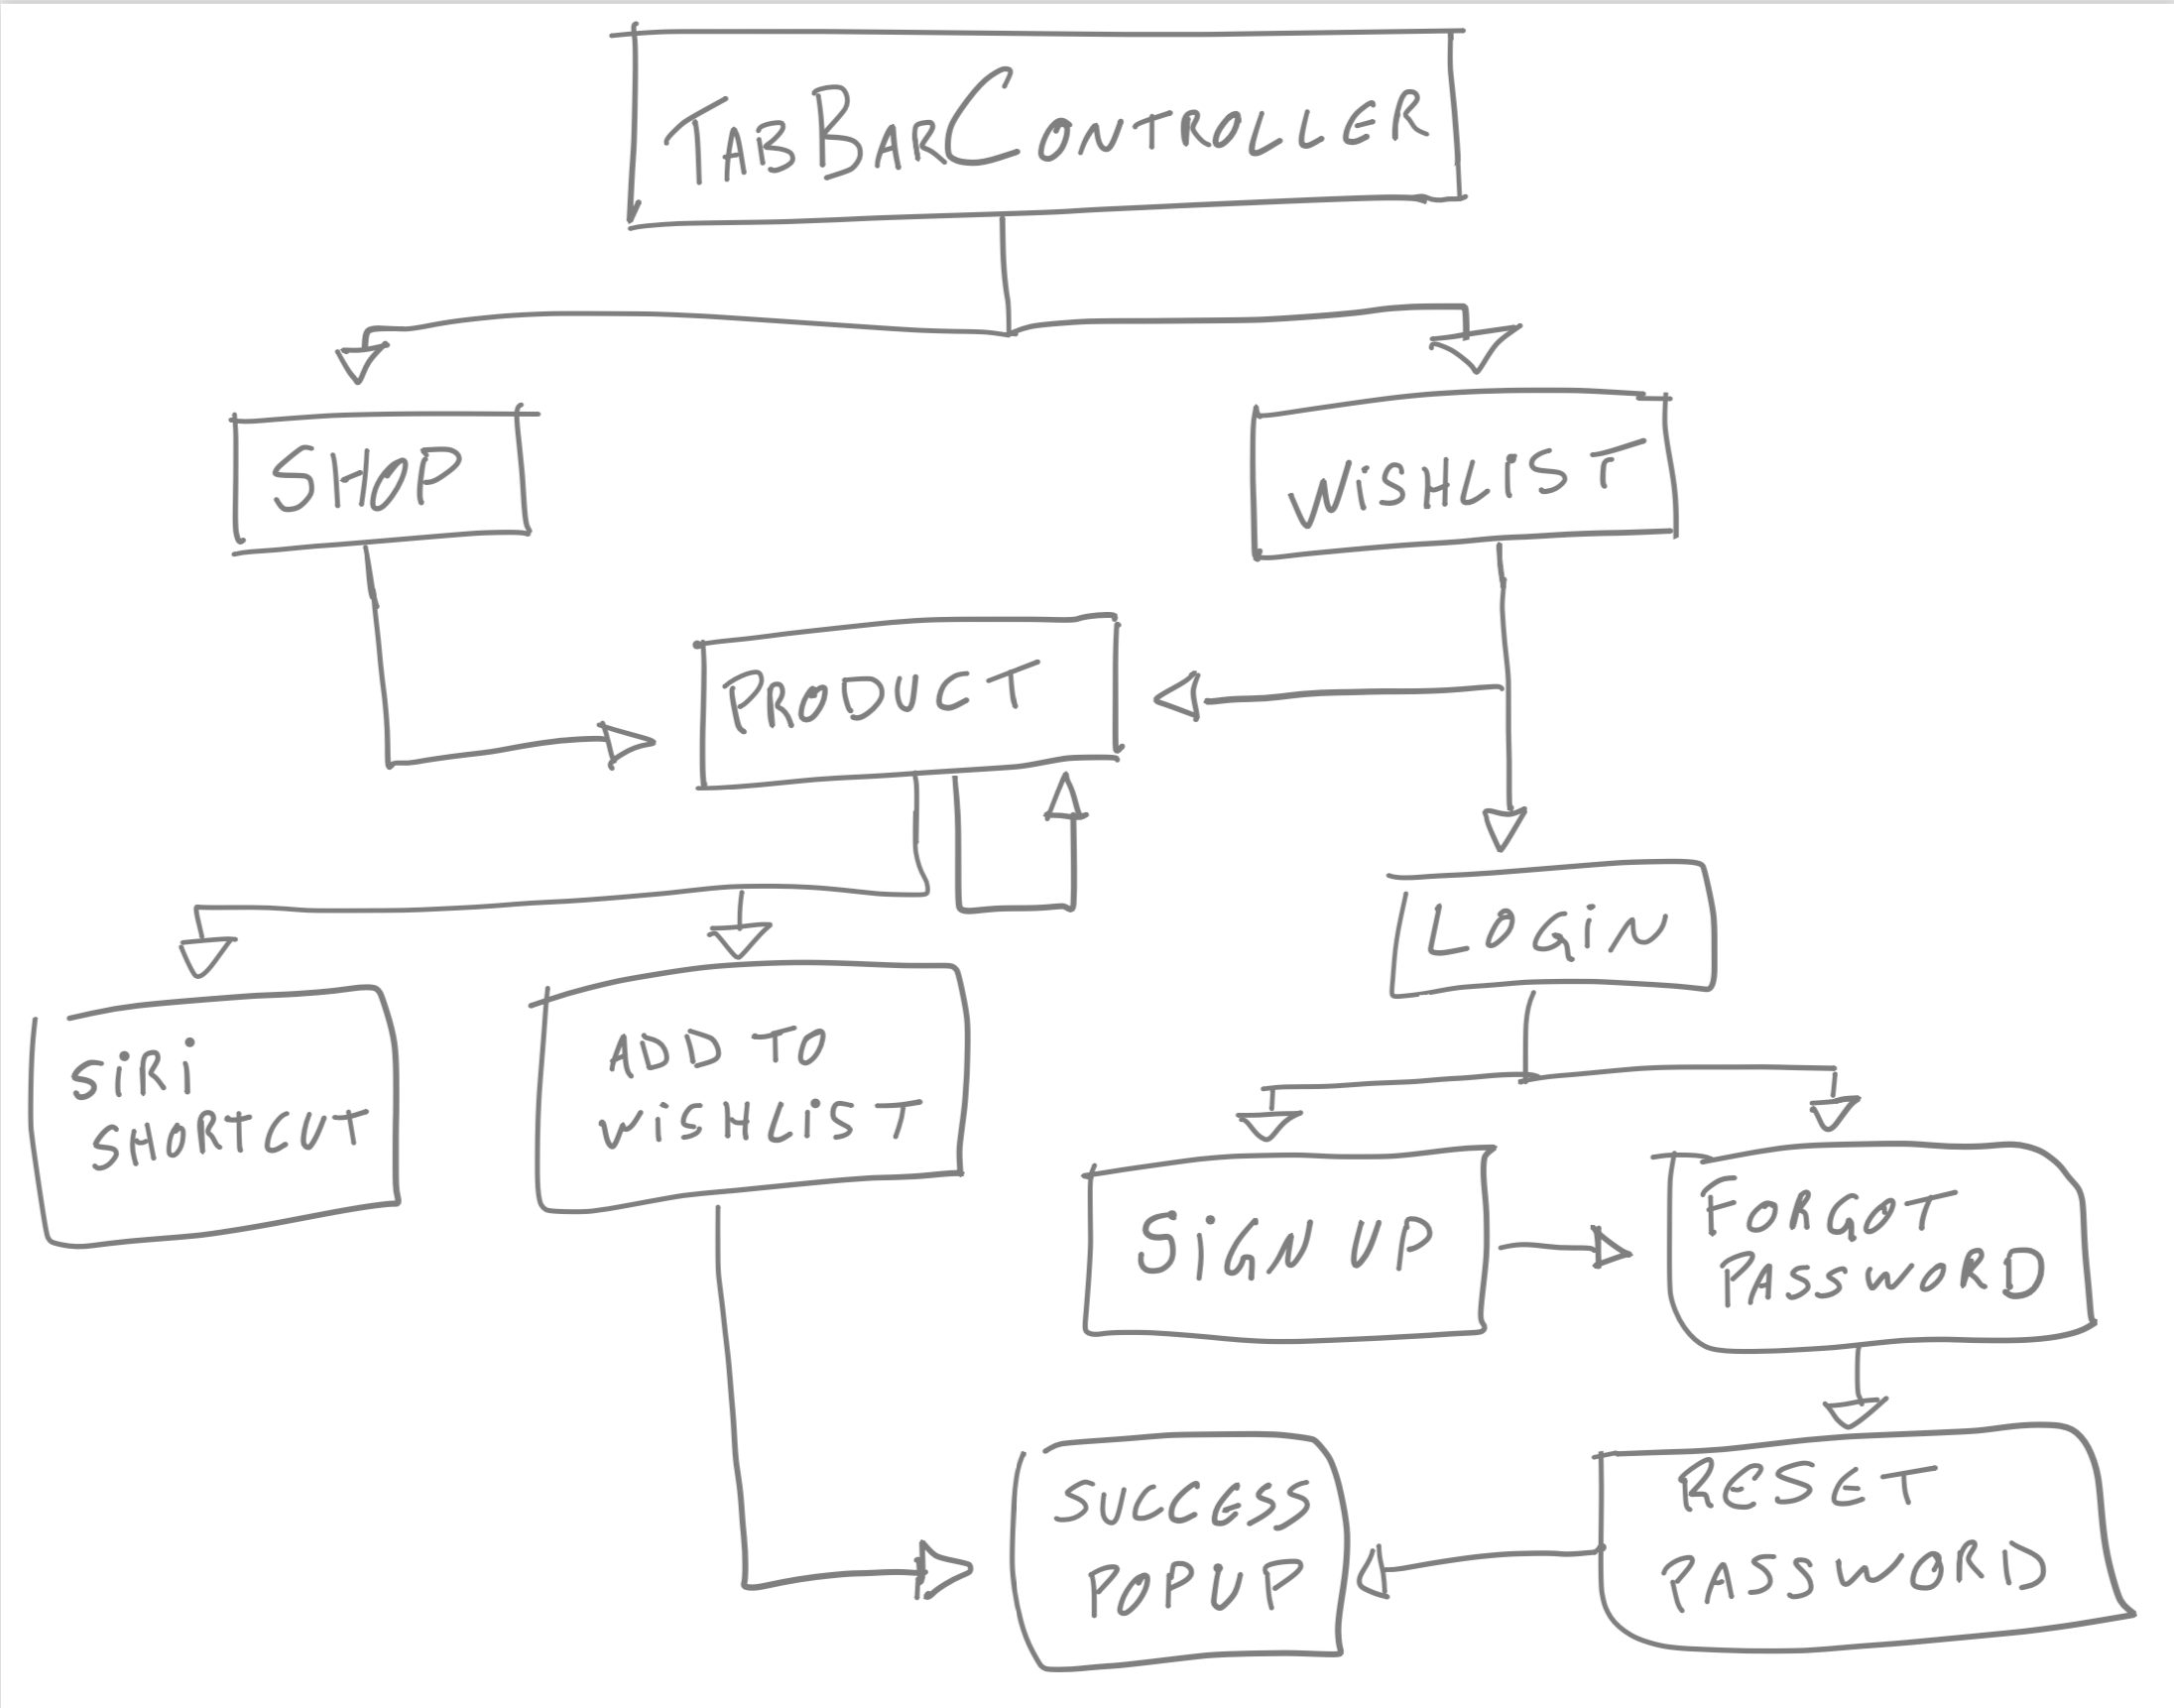 TABBARCONTROLLER
SHOP
WiSHLiST
PRODUCT
LOGiN
SiRi
SHORTCUT
ADD TO
WiSHLiST
SiGN UP
FORGOT
PASSWORD
SUCCESS
POPUP
RESET
PASSWORD